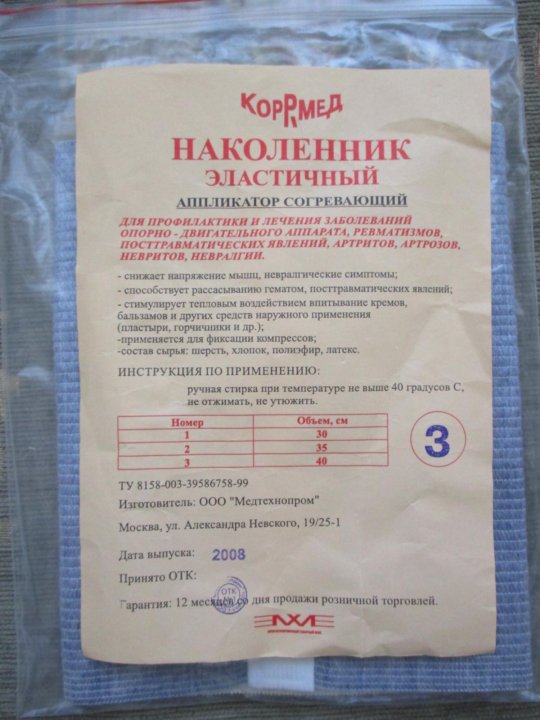 КОРРМЕД
НАКОЛЕННИК
ЭЛАСТИЧНЫЙ
АППЛИКАТОР СОГРЕВАЮЩИЙ
ДЛЯ ПРОФИЛАКТИКИ И ЛЕЧЕНИЯ ЗАБОЛЕВАНИЙ
ОПОРНО - ДВИГАТЕЛЬНОГО АППАРАТА, РЕВМАТИЗМОВ,
ПОСТТРАВМАТИЧЕСКИХ ЯВЛЕНИЙ, АРТРИТОВ, АРТРОЗОВ,
НЕВРИТОВ, НЕВРАЛГИИ.
- снижает напряжение мышц, невралгические симптомы;
- способствует рассасыванию гематом, посттравматических явлений;
- стимулирует тепловым воздействием впитывание кремов,
бальзамов и других средств наружного применения
(пластыри, горчичники и др.);
-применяется для фиксации компрессов;
-состав сырья: шерсть, хлопок, полиэфир, латекс.
ИНСТРУКЦИЯ ПО ПРИМЕНЕНИЮ:
ручная стирка при температуре не выше 40 градусов С,
не отжимать, не утюжить.
Номер Объем, см
1 30
2 35
3 40
3
ТУ 8158-003-39586758-99
Изготовитель: ООО "Медтехнопром"
Москва, ул. Александра Невского, 19/25-1
Дата выпуска: 2008
Принято ОТК:
ОТК
Гарантия: 12 месяцев со дня продажи розничной торговлей.